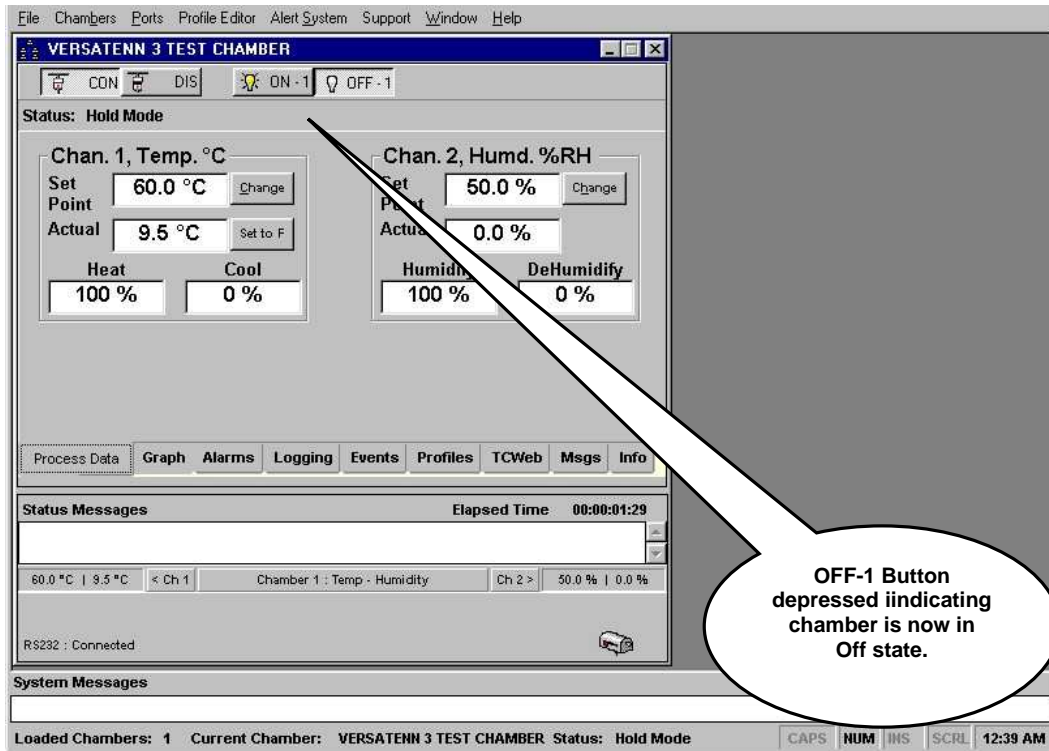 File Chambers Ports Profile Editor Alert System Support Window Help
VERSATENN 3 TEST CHAMBER
CON DIS ON - 1 OFF - 1
Status: Hold Mode
Chan. 1, Temp. °C
Set Point 60.0 °C Change
Actual 9.5 °C Set to F
Heat Cool
100 % 0 %
Chan. 2, Humd. %RH
Set Point 50.0 % Change
Actual 0.0 %
Humidify DeHumidify
100 % 0 %
Process Data Graph Alarms Logging Events Profiles TCWeb Msgs Info
Status Messages Elapsed Time 00:00:01:29
60.0 °C | 9.5 °C < Ch 1 Chamber 1 : Temp - Humidity Ch 2 > 50.0 % | 0.0 %
RS232 : Connected
OFF-1 Button
depressed iindicating
chamber is now in
Off state.
System Messages
Loaded Chambers: 1 Current Chamber: VERSATENN 3 TEST CHAMBER Status: Hold Mode CAPS NUM INS SCRL 12:39 AM